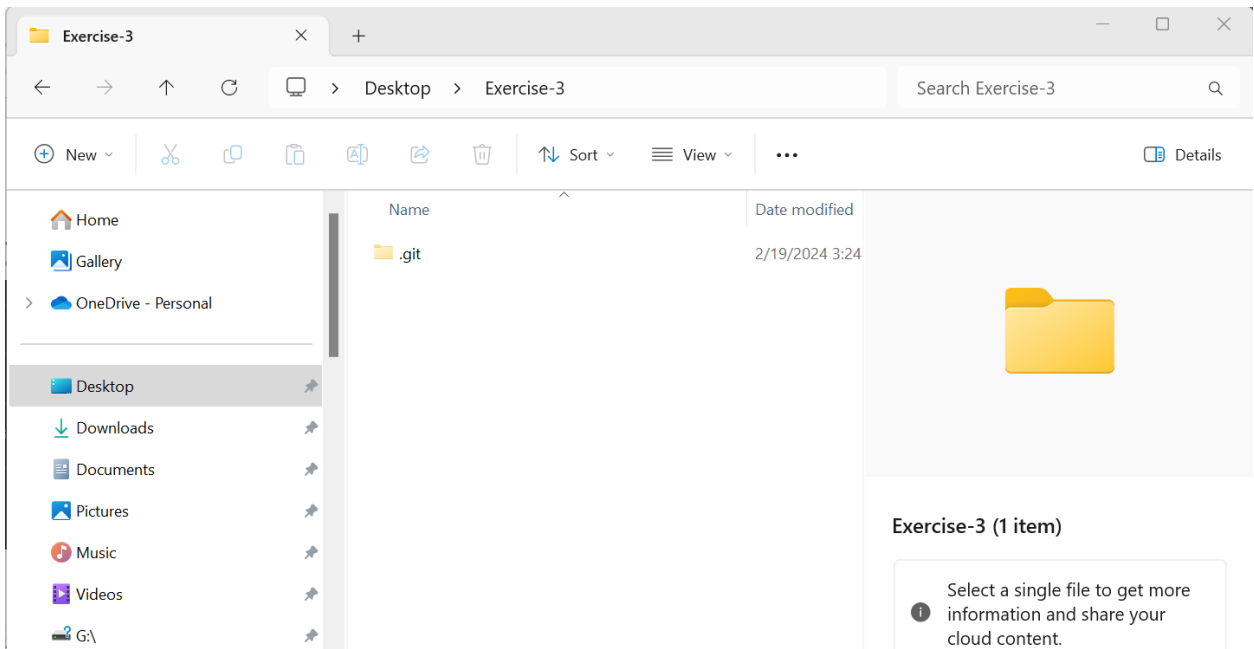 Exercise-3
Desktop > Exercise-3
Search Exercise-3
New
Sort
View
Details
Home
Gallery
OneDrive - Personal
Desktop
Downloads
Documents
Pictures
Music
Videos
G:\
Name
Date modified
.git
2/19/2024 3:24
Exercise-3 (1 item)
Select a single file to get more
information and share your
cloud content.